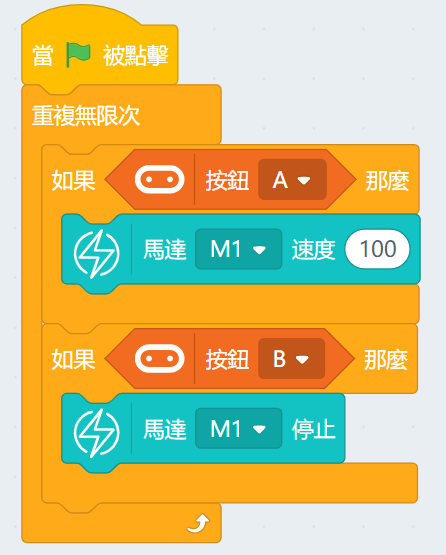 當 被點擊
重複無限次
如果 按鈕 A 那麼
馬達 M1 速度 100
如果 按鈕 B 那麼
馬達 M1 停止